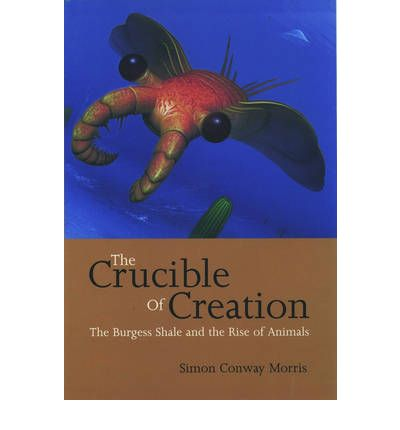 The
Crucible
Of Creation
The Burgess Shale and the Rise of Animals
Simon Conway Morris